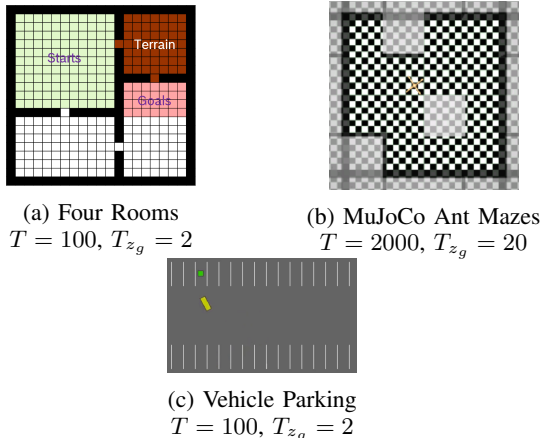 Starts
Terrain
Goals
(a) Four Rooms
T = 100, T_{z_g} = 2
(b) MuJoCo Ant Mazes
T = 2000, T_{z_g} = 20
(c) Vehicle Parking
T = 100, T_{z_g} = 2